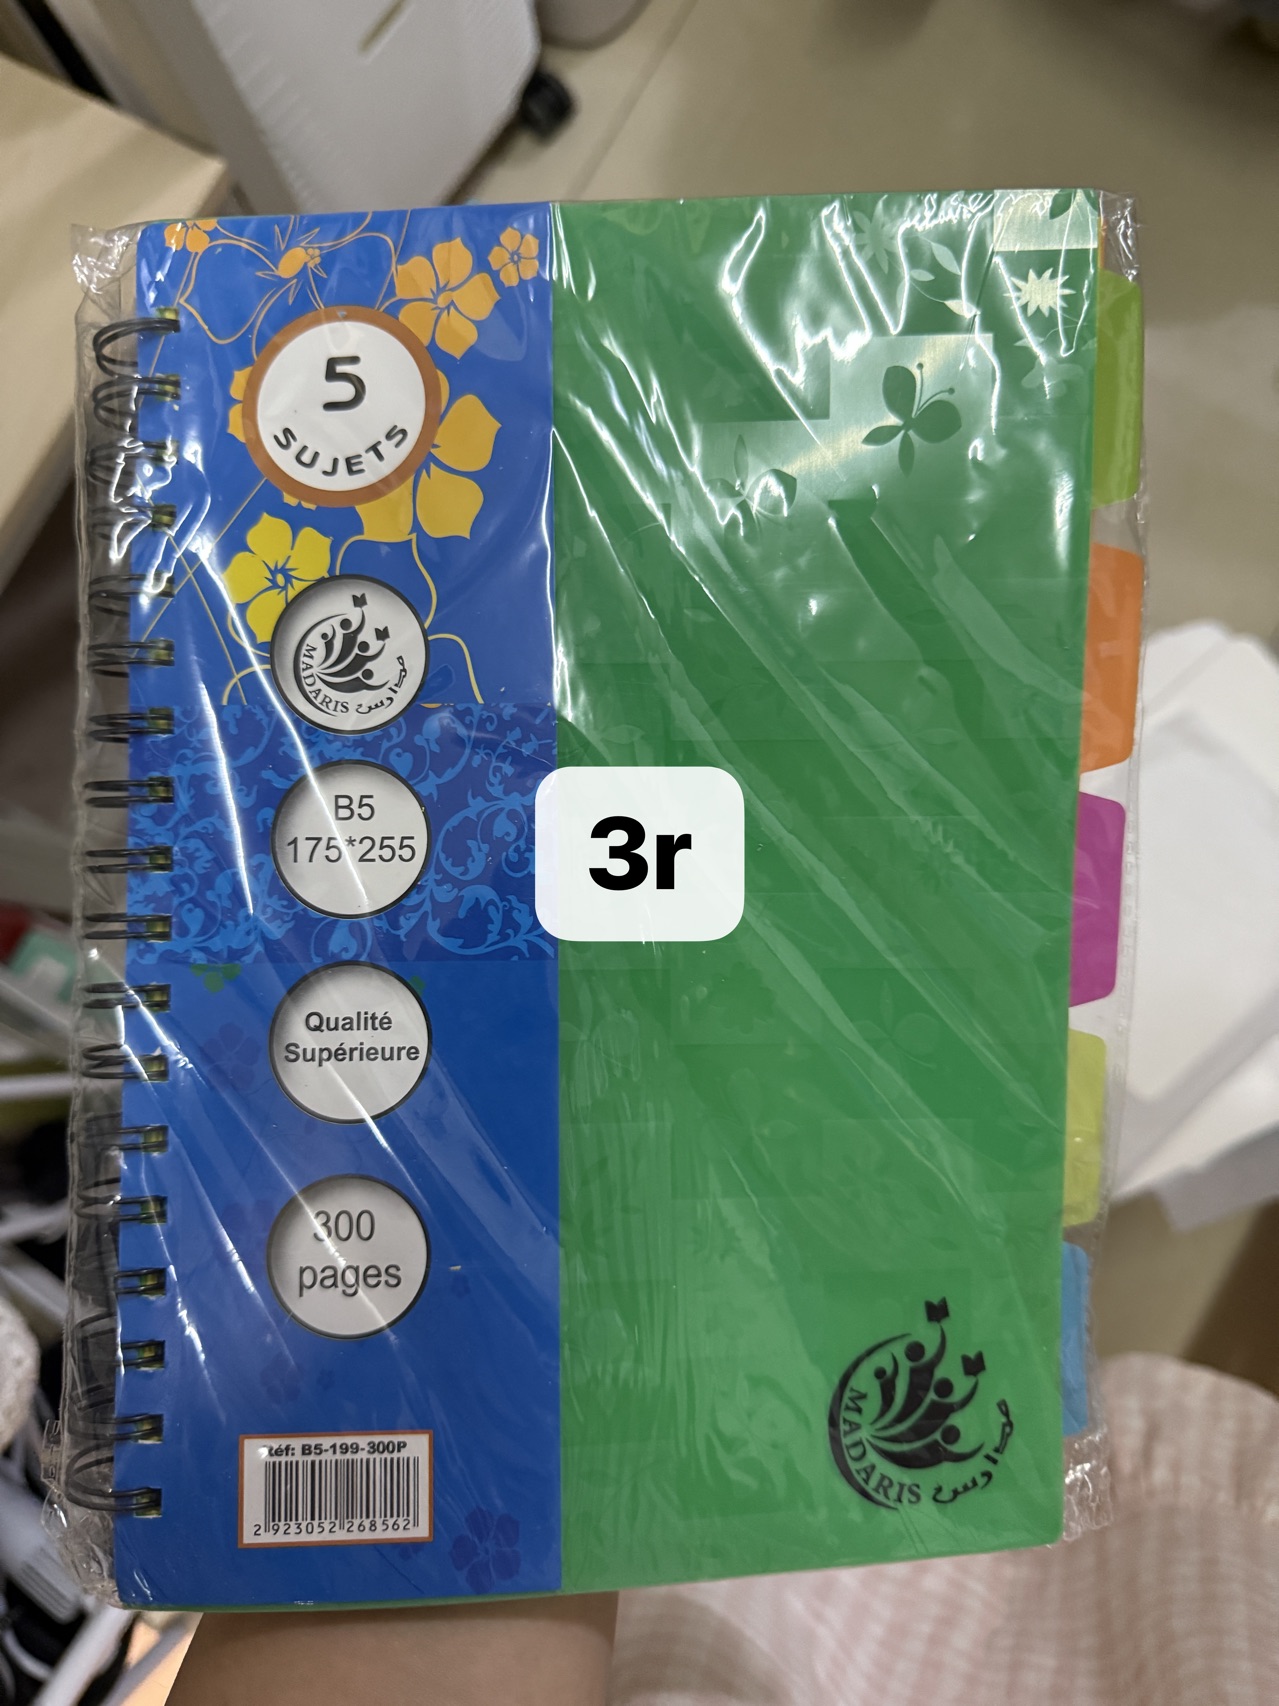 5
SUJETS
MADARIS مدارس
B5
175*255
3r
Qualité
Supérieure
300
pages
Réf: B5-199-300P
2 923052 268562
MADARIS مدارس